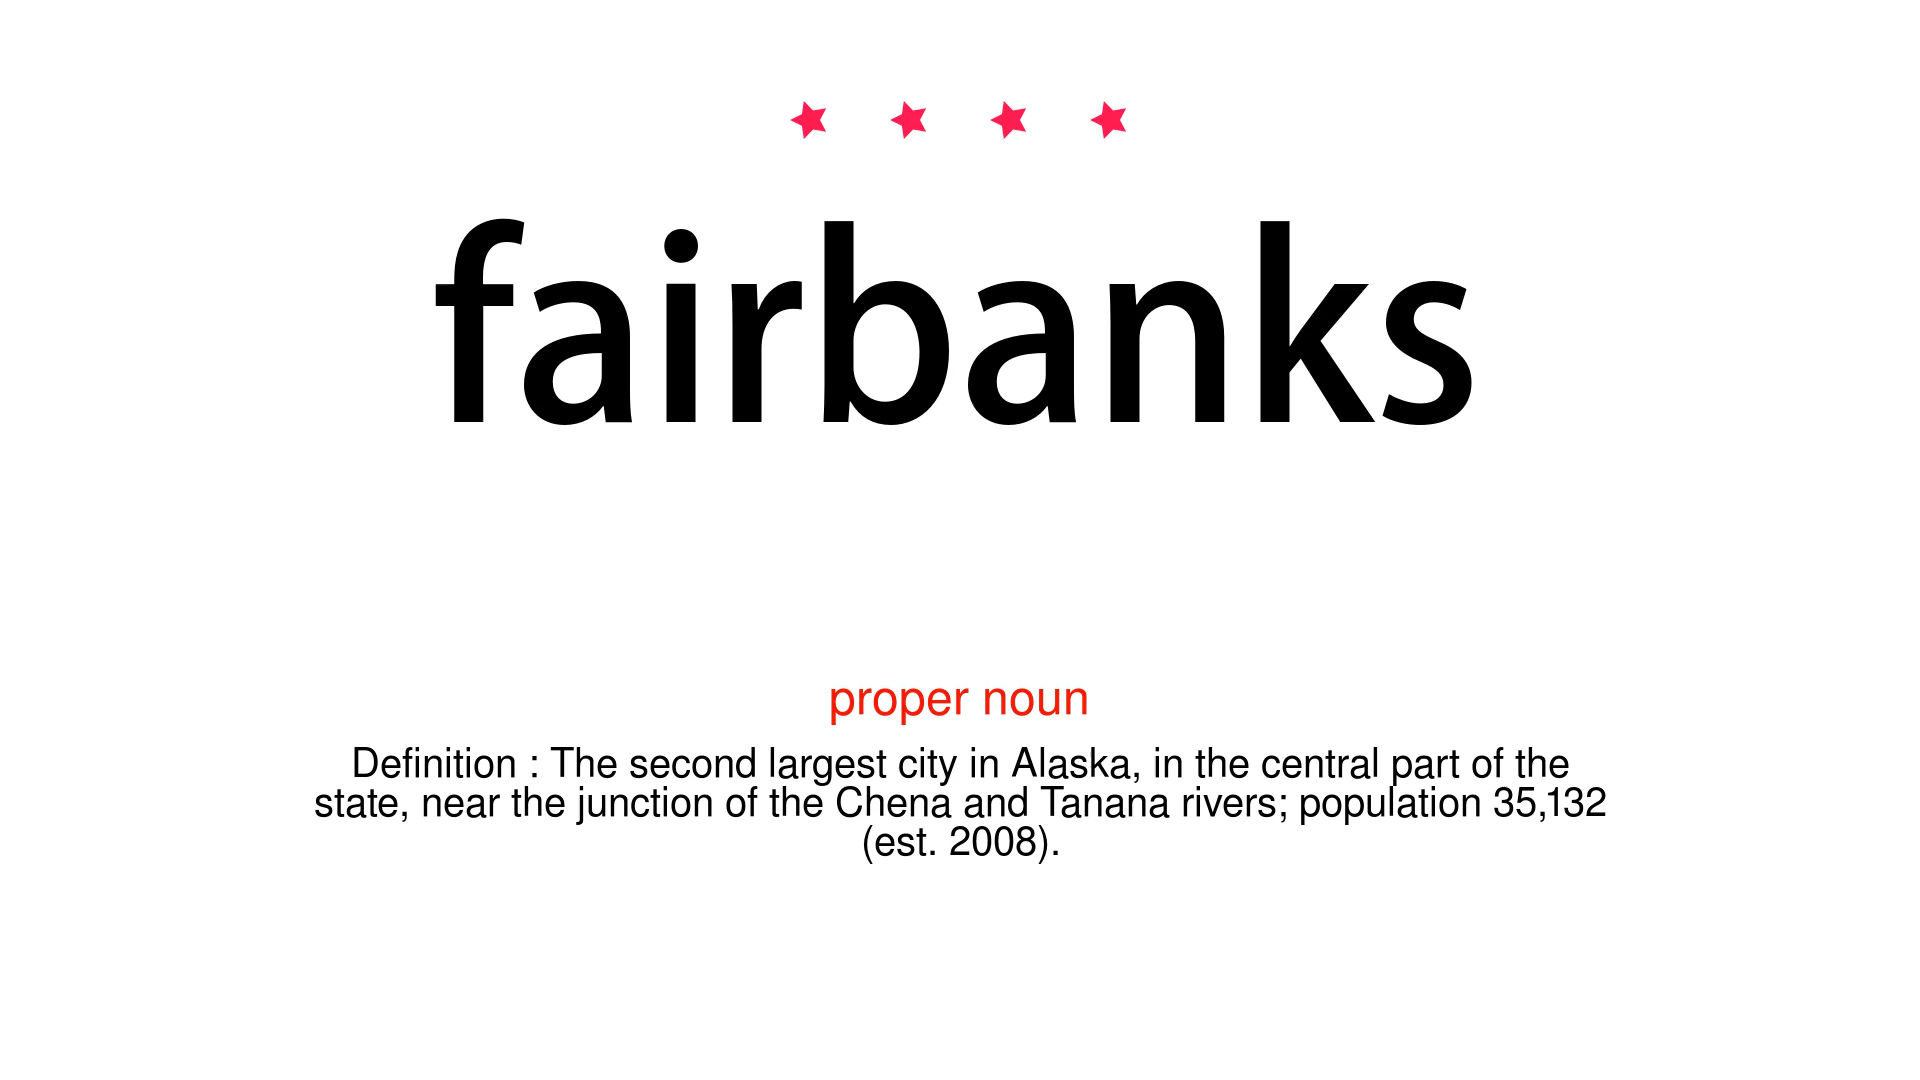 fairbanks
proper noun
Definition : The second largest city in Alaska, in the central part of the
state, near the junction of the Chena and Tanana rivers; population 35,132
(est. 2008).